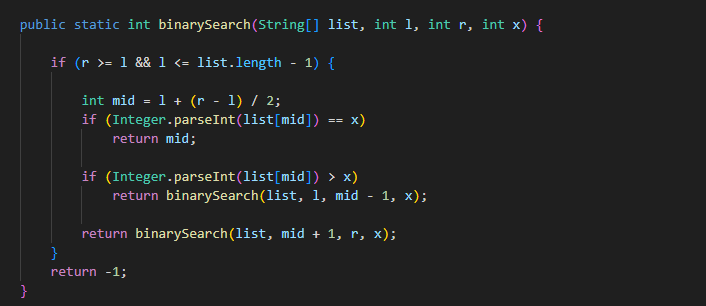 public static int binarySearch(String[] list, int l, int r, int x) {
if (r >= l && l <= list.length - 1) {
int mid = l + (r - l) / 2;
if (Integer.parseInt(list[mid]) == x)
return mid;
if (Integer.parseInt(list[mid]) > x)
return binarySearch(list, l, mid - 1, x);
return binarySearch(list, mid + 1, r, x);
}
return -1;
}